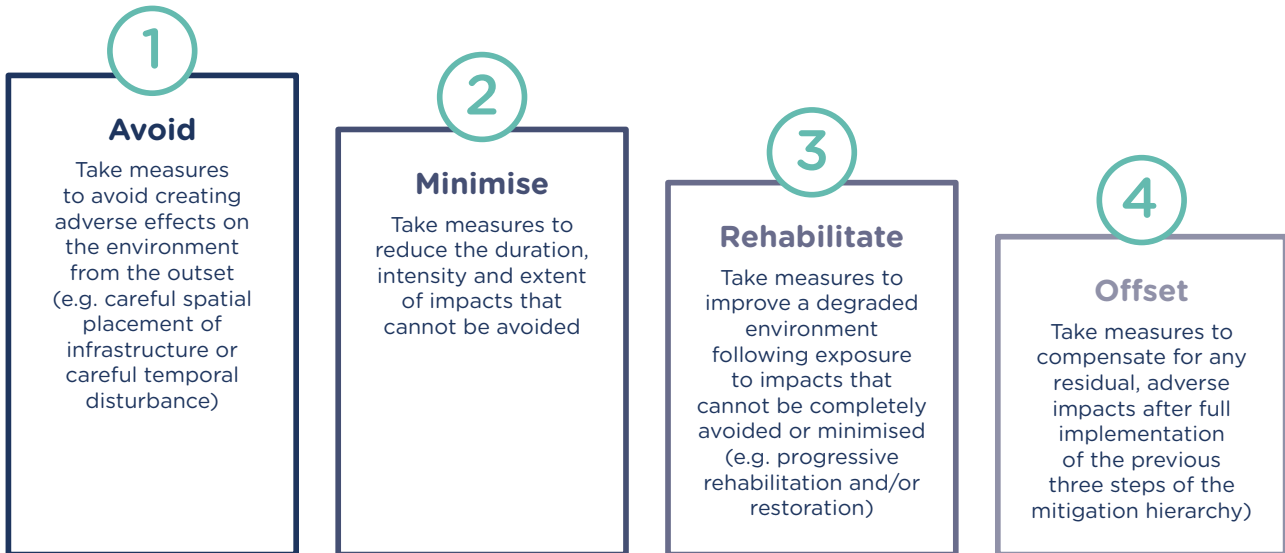 1
Avoid
Take measures
to avoid creating
adverse effects on
the environment
from the outset
(e.g. careful spatial
placement of
infrastructure or
careful temporal
disturbance)
2
Minimise
Take measures to
reduce the duration,
intensity and extent
of impacts that
cannot be avoided
3
Rehabilitate
Take measures to
improve a degraded
environment
following exposure
to impacts that
cannot be completely
avoided or minimised
(e.g. progressive
rehabilitation and/or
restoration)
4
Offset
Take measures to
compensate for any
residual, adverse
impacts after full
implementation
of the previous
three steps of the
mitigation hierarchy)